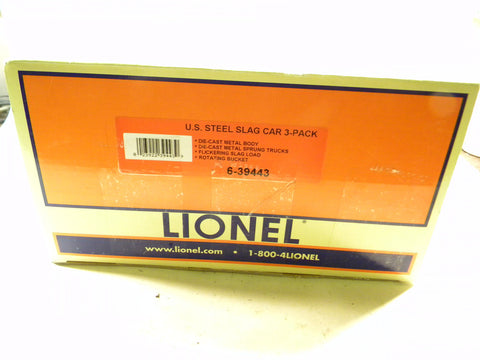 U.S. STEEL SLAG CAR 3-PACK
• DIE-CAST METAL BODY
• DIE-CAST METAL SPRUNG TRUCKS
• FLICKERING SLAG LOAD
• ROTATING BUCKET
6-39443
LIONEL®
www.lionel.com • 1-800-4LIONEL